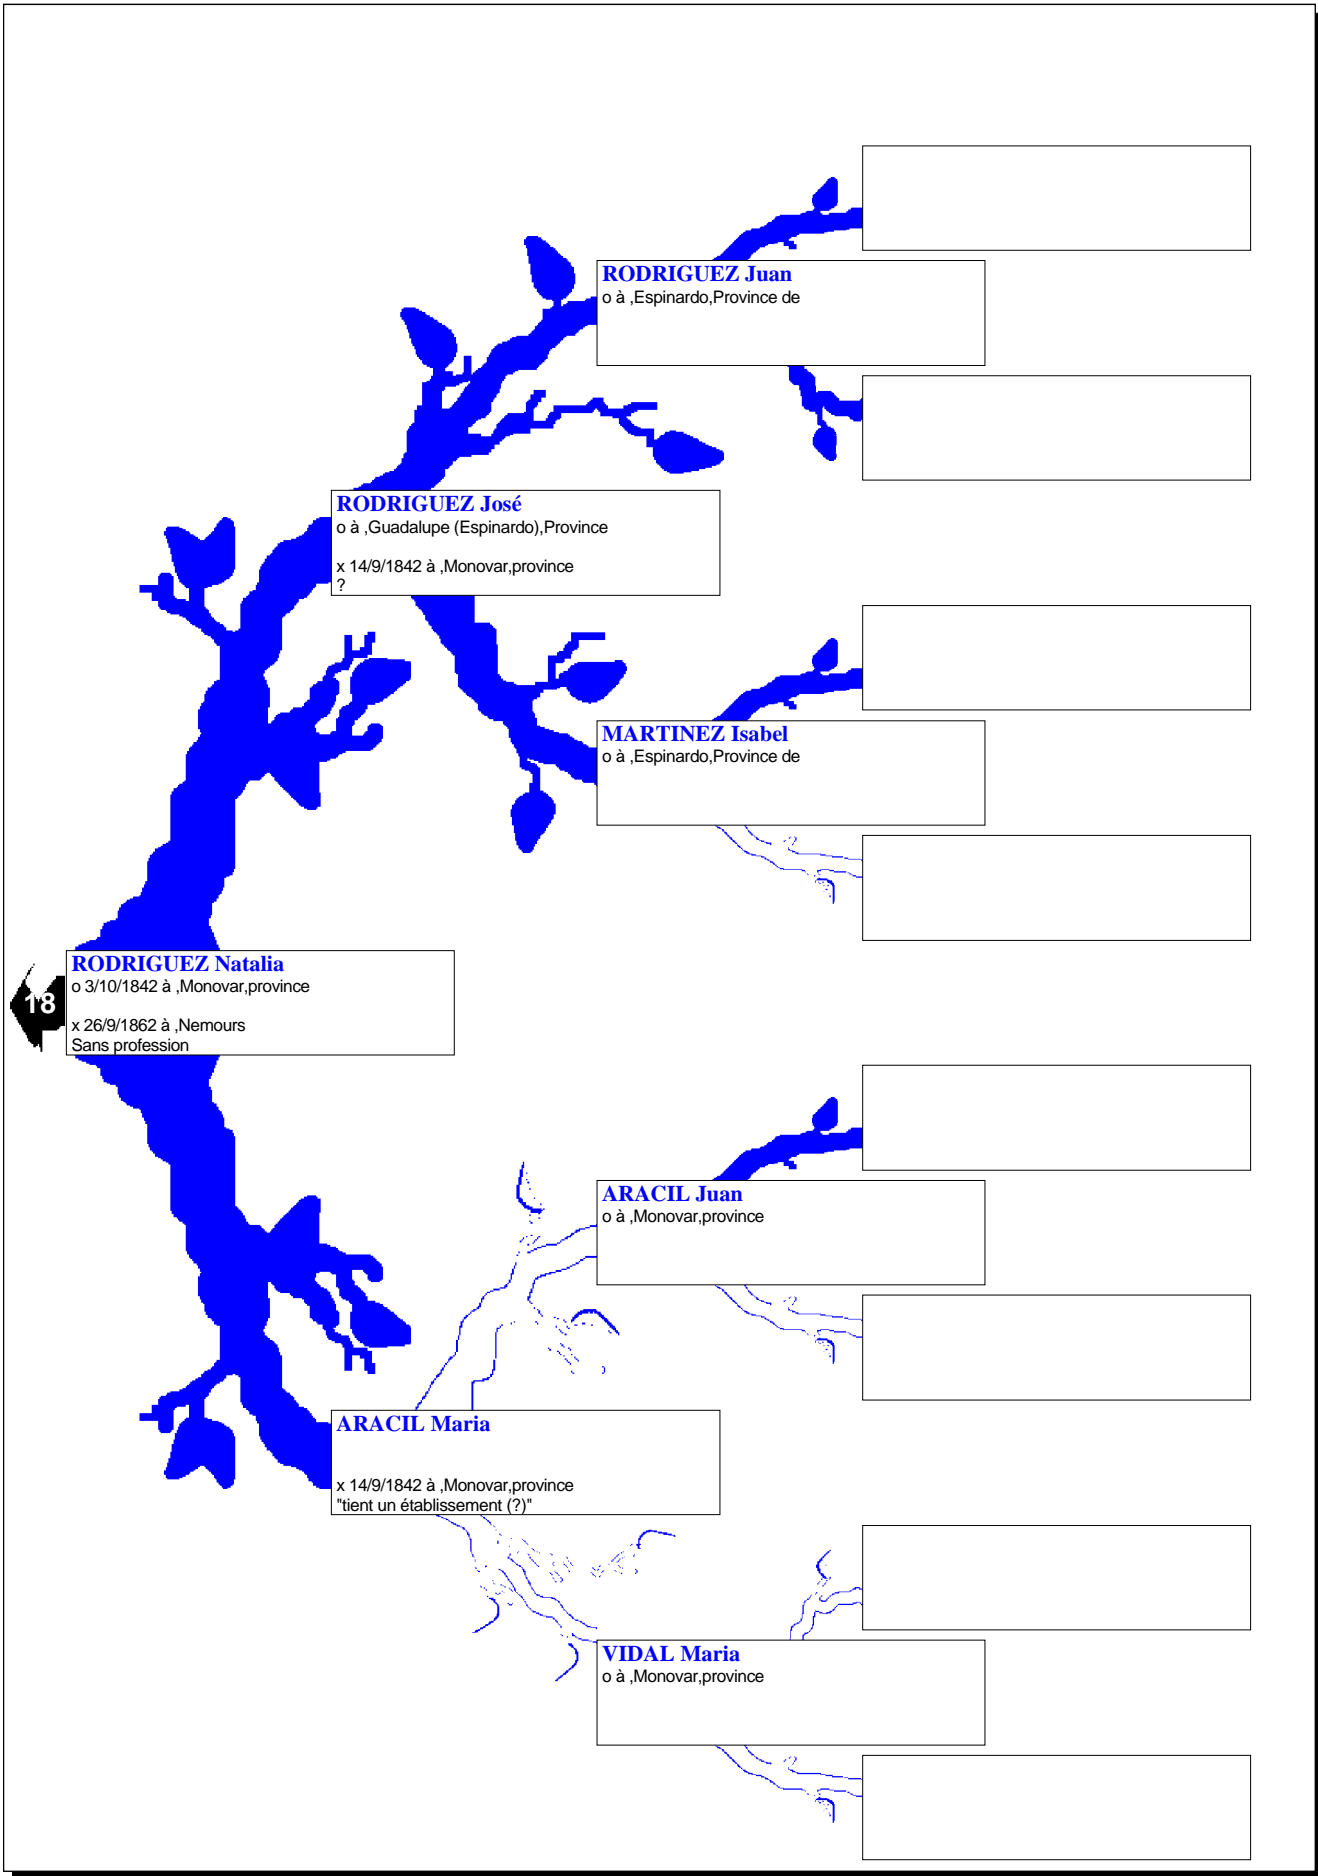 RODRIGUEZ Juan
o à ,Espinardo,Province de
RODRIGUEZ José
o à ,Guadalupe (Espinardo),Province
x 14/9/1842 à ,Monovar,province
?
MARTINEZ Isabel
o à ,Espinardo,Province de
18
RODRIGUEZ Natalia
o 3/10/1842 à ,Monovar,province
x 26/9/1862 à ,Nemours
Sans profession
ARACIL Juan
o à ,Monovar,province
ARACIL Maria
x 14/9/1842 à ,Monovar,province
"tient un établissement (?)"
VIDAL Maria
o à ,Monovar,province